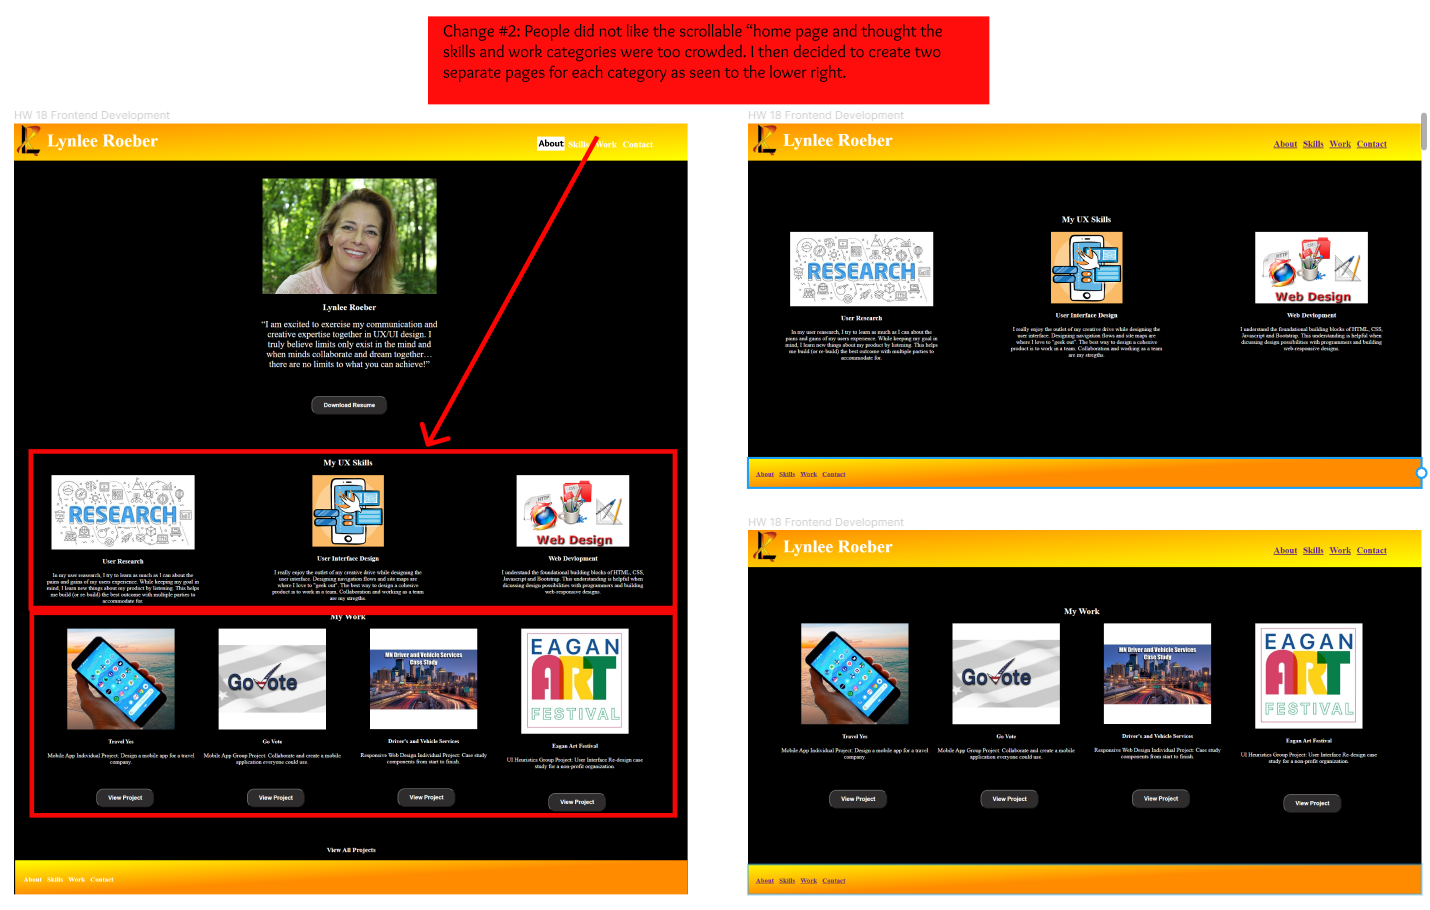 Change #2: People did not like the scrollable “home page and thought the
skills and work categories were too crowded. I then decided to create two
separate pages for each category as seen to the lower right.
HW 18 Frontend Development
Lynlee Roeber
About Skills Work Contact
Lynlee Roeber
“I am excited to exercise my communication and
creative expertise together in UX/UI design. I
truly believe limits only exist in the mind and
when minds collaborate and dream together…
there are no limits to what you can achieve!”
Download Resume
My UX Skills
RESEARCH
HTTP
Web Design
User Research
In my user reasearch, I try to learn as much as I can about the
pains and gains of my users experience. While keeping my goal in
mind, I learn new things about my product by listening. This helps
me build (or re-build) the best outcome with multiple parties to
accommodate for.
User Interface Design
I really enjoy the outlet of my creative drive while designing the
user interface. Designing navigation flows and site maps are
where I love to "geek out". The best way to design a cohesive
product is to work in a team. Collaboration and working as a team
are my stregths.
Web Devlopment
I understand the foundational building blocks of HTML, CSS,
Javascript and Bootstrap. This understanding is helpful when
dicussing design possibilities with programmers and building
web-responsive designs.
My Work
GoVote
MN Driver and Vehicle Services
Case Study
EAGAN
ART
FESTIVAL
Travel Yes
Mobile App Individual Project: Design a mobile app for a travel
company.
View Project
Go Vote
Mobile App Group Project: Collaborate and create a mobile
application everyone could use.
View Project
Driver's and Vehicle Services
Responsive Web Design Individual Project: Case study
components from start to finish.
View Project
Eagan Art Festival
UI Heuristics Group Project: User Interface Re-design case
study for a non-profit organization.
View Project
View All Projects
About Skills Work Contact
HW 18 Frontend Development
Lynlee Roeber
About Skills Work Contact
My UX Skills
RESEARCH
HTTP
Web Design
User Research
In my user reasearch, I try to learn as much as I can about the
pains and gains of my users experience. While keeping my goal in
mind, I learn new things about my product by listening. This helps
me build (or re-build) the best outcome with multiple parties to
accommodate for.
User Interface Design
I really enjoy the outlet of my creative drive while designing the
user interface. Designing navigation flows and site maps are
where I love to "geek out". The best way to design a cohesive
product is to work in a team. Collaboration and working as a team
are my stregths.
Web Devlopment
I understand the foundational building blocks of HTML, CSS,
Javascript and Bootstrap. This understanding is helpful when
dicussing design possibilities with programmers and building
web-responsive designs.
About Skills Work Contact
HW 18 Frontend Development
Lynlee Roeber
About Skills Work Contact
My Work
GoVote
MN Driver and Vehicle Services
Case Study
EAGAN
ART
FESTIVAL
Travel Yes
Mobile App Individual Project: Design a mobile app for a travel
company.
View Project
Go Vote
Mobile App Group Project: Collaborate and create a mobile
application everyone could use.
View Project
Driver's and Vehicle Services
Responsive Web Design Individual Project: Case study
components from start to finish.
View Project
Eagan Art Festival
UI Heuristics Group Project: User Interface Re-design case
study for a non-profit organization.
View Project
About Skills Work Contact